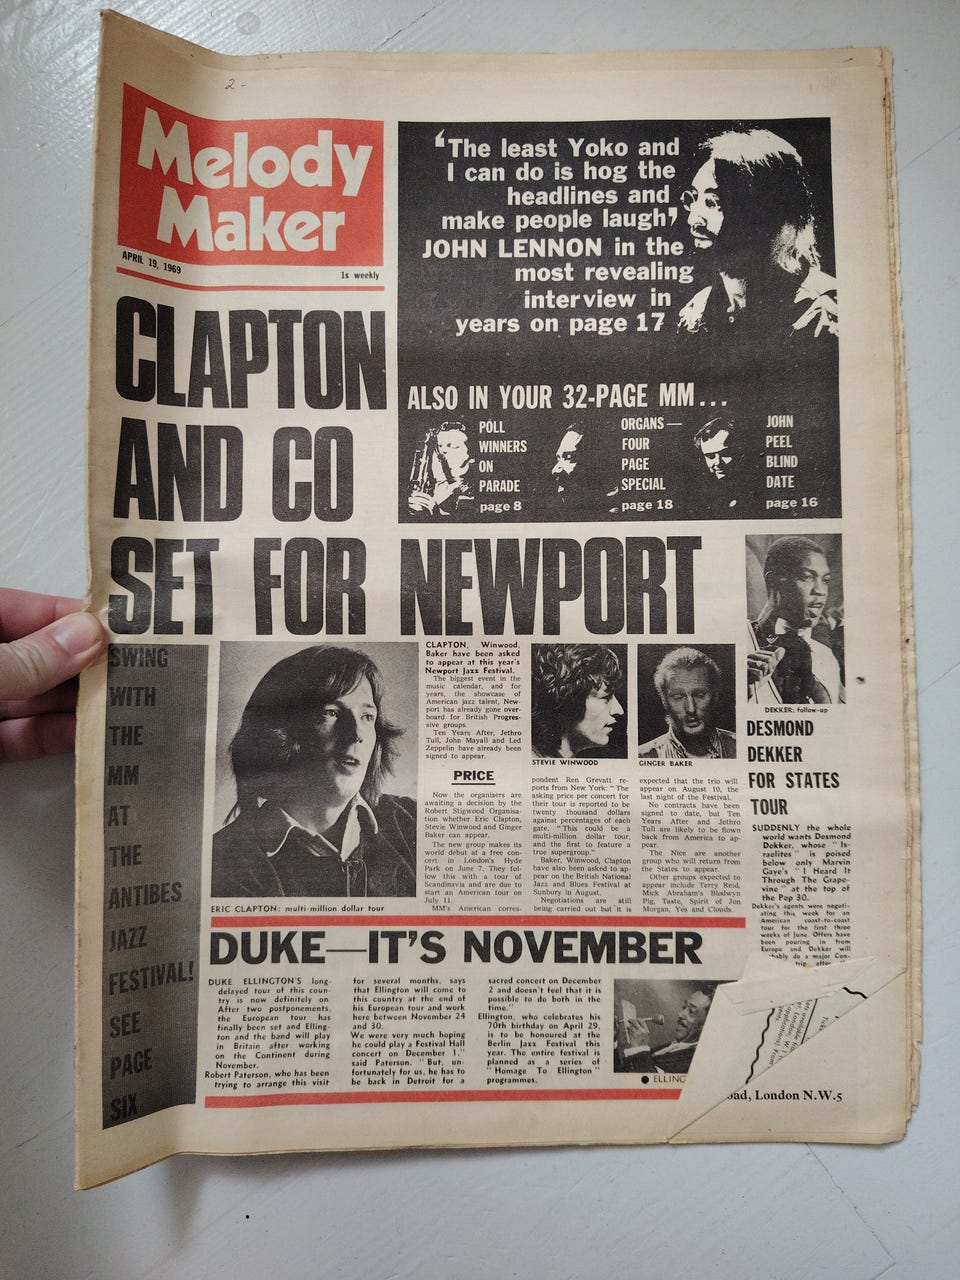 2-
Melody
Maker
APRIL 19, 1969
1s weekly
'The least Yoko and
I can do is hog the
headlines and
make people laugh'
JOHN LENNON in the
most revealing
interview in
years on page 17
ALSO IN YOUR 32-PAGE MM...
POLL
WINNERS
ON
PARADE
page 8
ORGANS—
FOUR
PAGE
SPECIAL
page 18
JOHN
PEEL
BLIND
DATE
page 16
CLAPTON
AND CO
SET FOR NEWPORT
SWING
WITH
THE
MM
AT
THE
ANTIBES
JAZZ
FESTIVAL!
SEE
PAGE
SIX
ERIC CLAPTON: multi-million dollar tour
CLAPTON, Winwood,
Baker have been asked
to appear at this year's
Newport Jazz Festival.
The biggest event in the
music calendar, and for
years, the showcase of
American jazz talent, New-
port has already gone over-
board for British Progres-
sive groups.
Ten Years After, Jethro
Tull, John Mayall and Led
Zeppelin have already been
signed to appear.
PRICE
Now the organisers are
awaiting a decision by the
Robert Stigwood Organisa-
tion whether Eric Clapton,
Stevie Winwood and Ginger
Baker can appear.
The new group makes its
world debut at a free con-
cert in London's Hyde
Park on June 7. They fol-
low this with a tour of
Scandinavia and are due to
start an American tour on
July 11.
MM's American corres-
STEVIE WINWOOD
GINGER BAKER
pondent Ren Grevatt re-
ports from New York: "The
asking price per concert for
their tour is reported to be
twenty thousand dollars
against percentages of each
gate. "This could be a
multi-million dollar tour,
and the first to feature a
true supergroup."
Baker, Winwood, Clapton
have also been asked to ap-
pear on the British National
Jazz and Blues Festival at
Sunbury in August.
Negotiations are still
being carried out but it is
expected that the trio will
appear on August 10, the
last night of the Festival.
No contracts have been
signed to date, but Ten
Years After and Jethro
Tull are likely to be flown
back from America to ap-
pear.
The Nice are another
group who will return from
the States to appear.
Other groups expected to
appear include Terry Reid,
Mick Abraham's Blodwyn
Pig, Taste, Spirit of Jon
Morgan, Yes and Clouds.
DEKKER: follow-up
DESMOND
DEKKER
FOR STATES
TOUR
SUDDENLY the whole
world wants Desmond
Dekker, whose "Is-
raelites" is poised
below only Marvin
Gaye's "I Heard It
Through The Grape-
vine" at the top of
the Pop 30.
Dekker's agents were negoti-
ating this week for an
American coast-to-coast
tour for the first three
weeks of June. Offers have
been pouring in from
Europe and Dekker will
bably do a major Con-
trip after
DUKE—IT'S NOVEMBER
DUKE ELLINGTON'S long-
delayed tour of this coun-
try is now definitely on
After two postponements,
the European tour has
finally been set and Elling-
ton and the band will play
in Britain after working
on the Continent during
November.
Robert Paterson, who has been
trying to arrange this visit
for several months, says
that Ellington will come to
this country at the end of
his European tour and work
here between November 24
and 30.
We were very much hoping
he could play a Festival Hall
concert on December 1,"
said Paterson. "But, un-
fortunately for us, he has to
be back in Detroit for a
sacred concert on December
2 and doesn't feel that it is
possible to do both in the
time."
Ellington, who celebrates his
70th birthday on April 29,
is to be honoured at the
Berlin Jazz Festival this
year. The entire festival is
planned as a series of
"Homage To Ellington"
programmes.
● ELLING
oad, London N.W.5